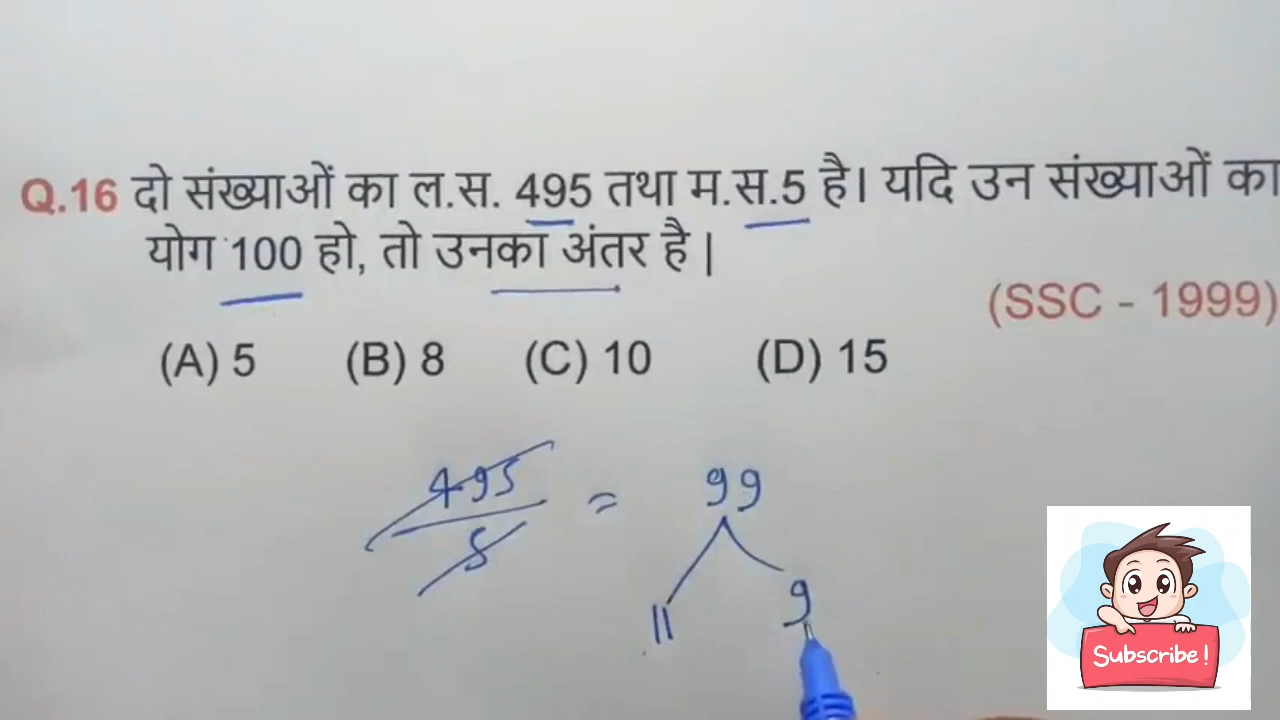 Q.16 दो संख्याओं का ल.स. 495 तथा म.स.5 है। यदि उन संख्याओं का
योग 100 हो, तो उनका अंतर है |
(SSC - 1999)
(A) 5 (B) 8 (C) 10 (D) 15
495
= 99
5
11 9
Subscribe!